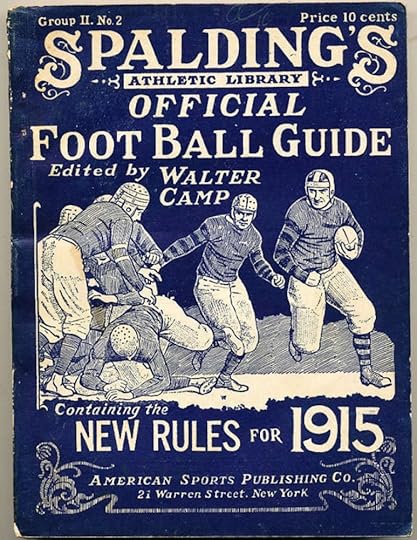 Group II. No. 2 Price 10 cents
SPALDING'S
ATHLETIC LIBRARY
OFFICIAL
FOOT BALL GUIDE
Edited by WALTER
CAMP
Containing the
NEW RULES FOR 1915
AMERICAN SPORTS PUBLISHING CO.
21 Warren Street, New York